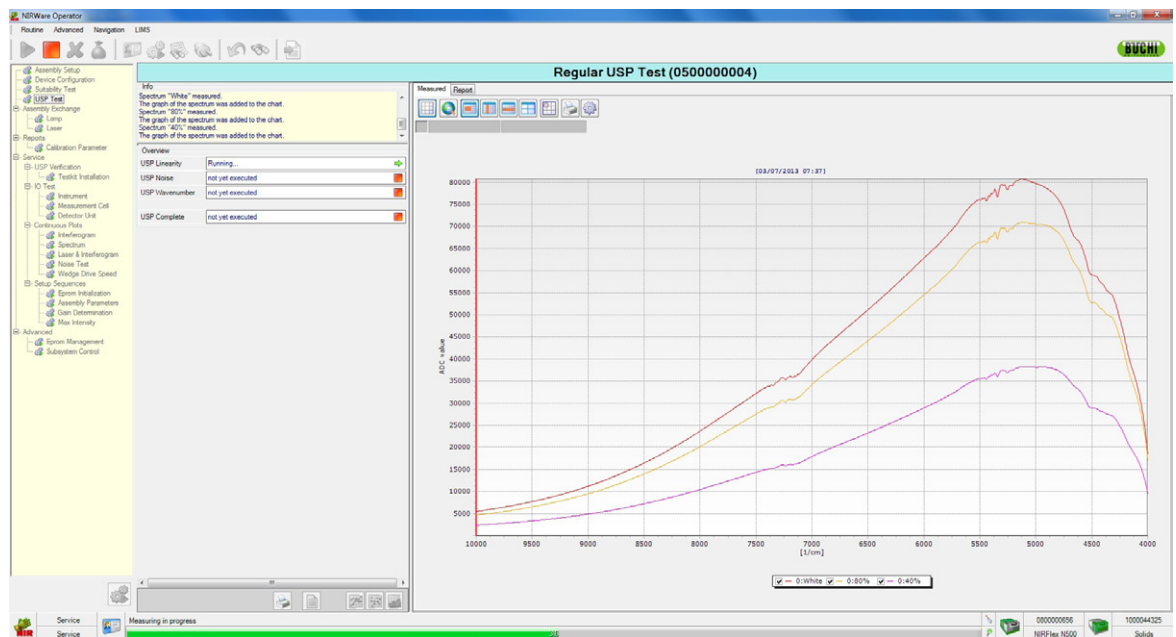 NIRWare Operator
Routine Advanced Navigation LIMS
BUCHI
Assembly Setup
Device Configuration
Suitability Test
USP Test
Assembly Exchange
Lamp
Laser
Reports
Calibration Parameter
Service
USP Verification
Testkit Installation
IO Test
Instrument
Measurement Cell
Detector Unit
Continuous Plots
Interferogram
Spectrum
Laser & Interferogram
Noise Test
Wedge Drive Speed
Setup Sequences
Eprom Initialization
Assembly Parameters
Gain Determination
Max Intensity
Advanced
Eprom Management
Subsystem Control
Regular USP Test (0500000004)
Info
Spectrum "White" measured.
The graph of the spectrum was added to the chart.
Spectrum "80%" measured.
The graph of the spectrum was added to the chart.
Spectrum "40%" measured.
The graph of the spectrum was added to the chart.
Overview
USP Linearity Running...
USP Noise not yet executed
USP Wavenumber not yet executed
USP Complete not yet executed
Measured Report
[03/07/2013 07:37]
80000
75000
70000
65000
60000
55000
50000
45000
40000
35000
30000
25000
20000
15000
10000
5000
ADC value
10000 9500 9000 8500 8000 7500 7000 6500 6000 5500 5000 4500 4000
[1/cm]
0:White 0:80% 0:40%
NIR
Service
Service
Measuring in progress
0800000656
NIRFlex N500
1000044325
Solids